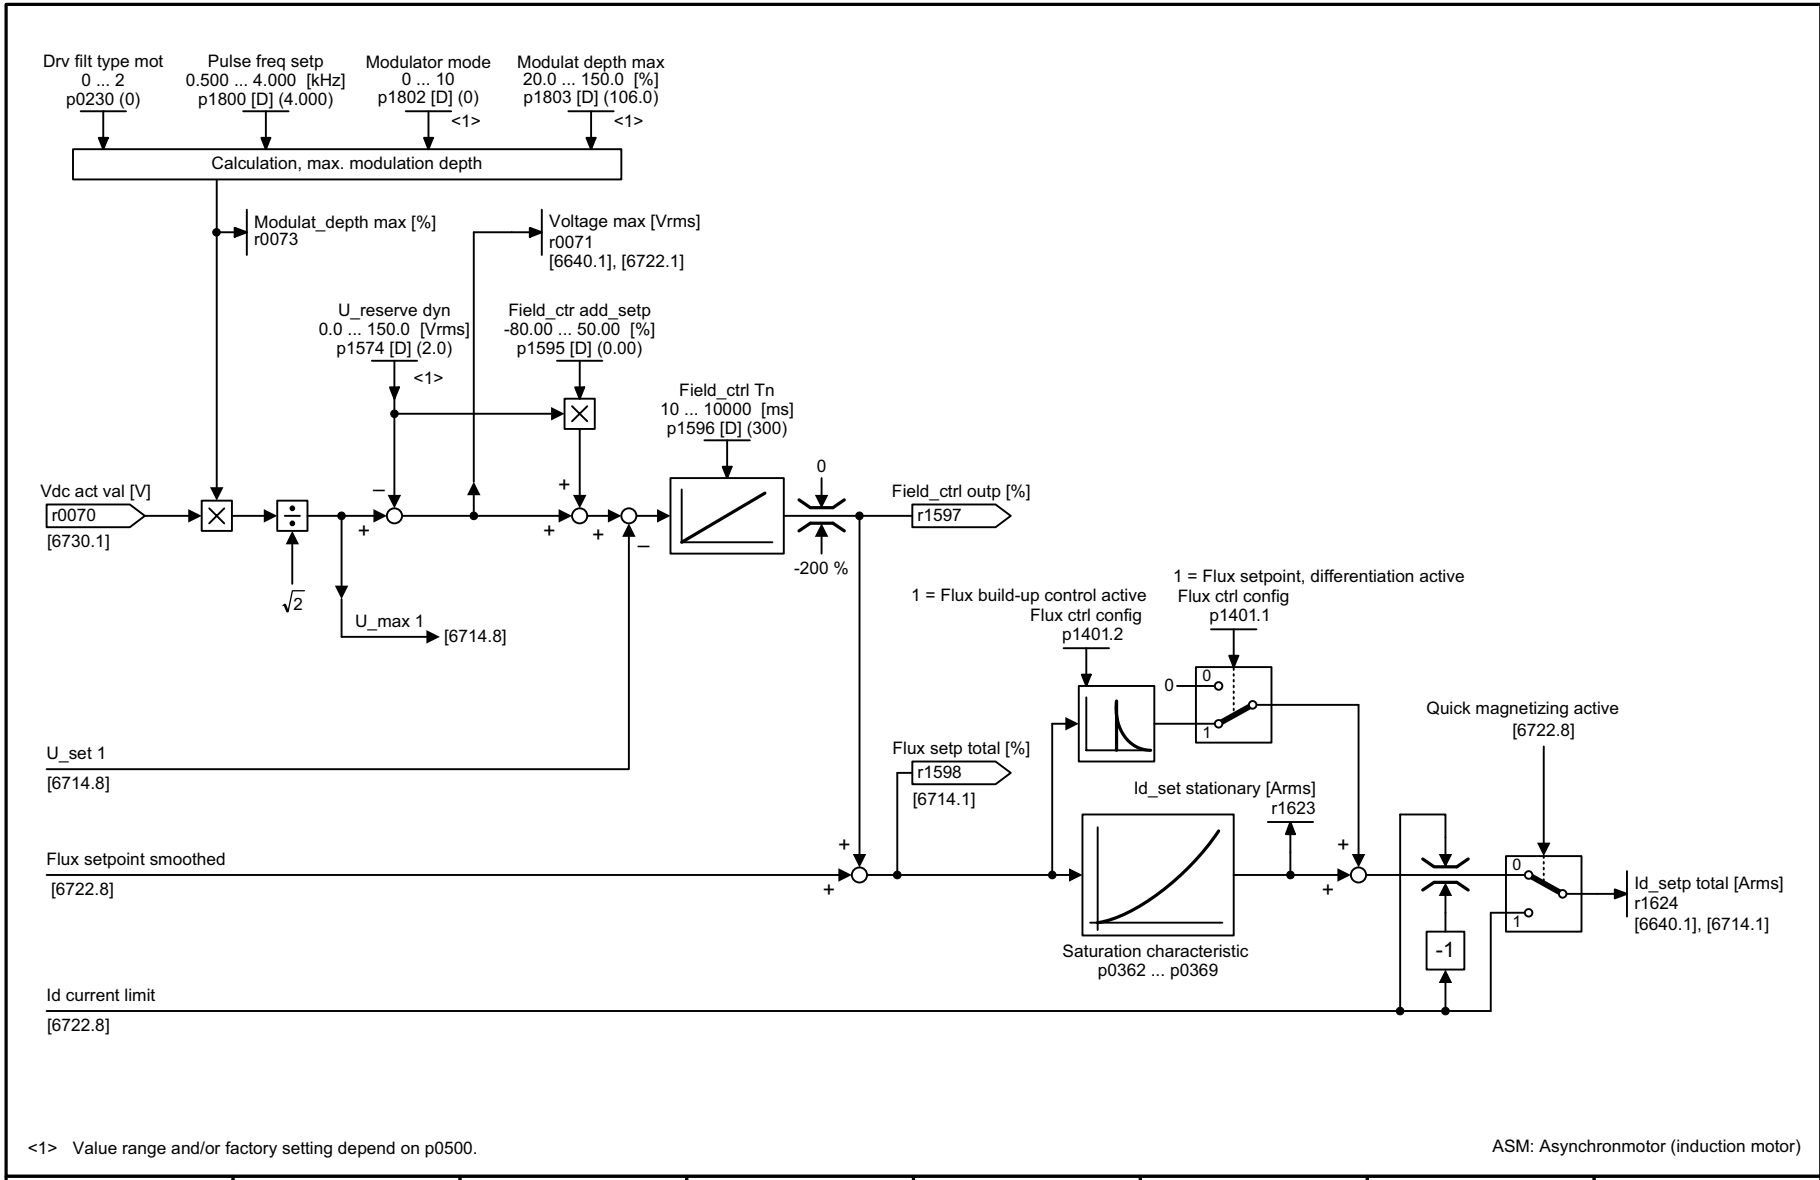 Drv filt type mot
0 ... 2
p0230 (0)
Pulse freq setp
0.500 ... 4.000 [kHz]
p1800 [D] (4.000)
Modulator mode
0 ... 10
p1802 [D] (0)
<1>
Modulat depth max
20.0 ... 150.0 [%]
p1803 [D] (106.0)
<1>
Calculation, max. modulation depth
Modulat_depth max [%]
r0073
Voltage max [Vrms]
r0071
[6640.1], [6722.1]
U_reserve dyn
0.0 ... 150.0 [Vrms]
p1574 [D] (2.0)
<1>
Field_ctr add_setp
-80.00 ... 50.00 [%]
p1595 [D] (0.00)
Field_ctrl Tn
10 ... 10000 [ms]
p1596 [D] (300)
Vdc act val [V]
r0070
[6730.1]
×
÷
√2
–
+
×
+
+
+
–
0
-200 %
Field_ctrl outp [%]
r1597
U_max 1
[6714.8]
1 = Flux build-up control active
Flux ctrl config
p1401.2
1 = Flux setpoint, differentiation active
Flux ctrl config
p1401.1
0
0
1
Quick magnetizing active
[6722.8]
U_set 1
[6714.8]
Flux setp total [%]
r1598
[6714.1]
Id_set stationary [Arms]
r1623
Flux setpoint smoothed
[6722.8]
+
+
Saturation characteristic
p0362 ... p0369
+
+
-1
0
1
Id_setp total [Arms]
r1624
[6640.1], [6714.1]
Id current limit
[6722.8]
<1> Value range and/or factory setting depend on p0500.
ASM: Asynchronmotor (induction motor)